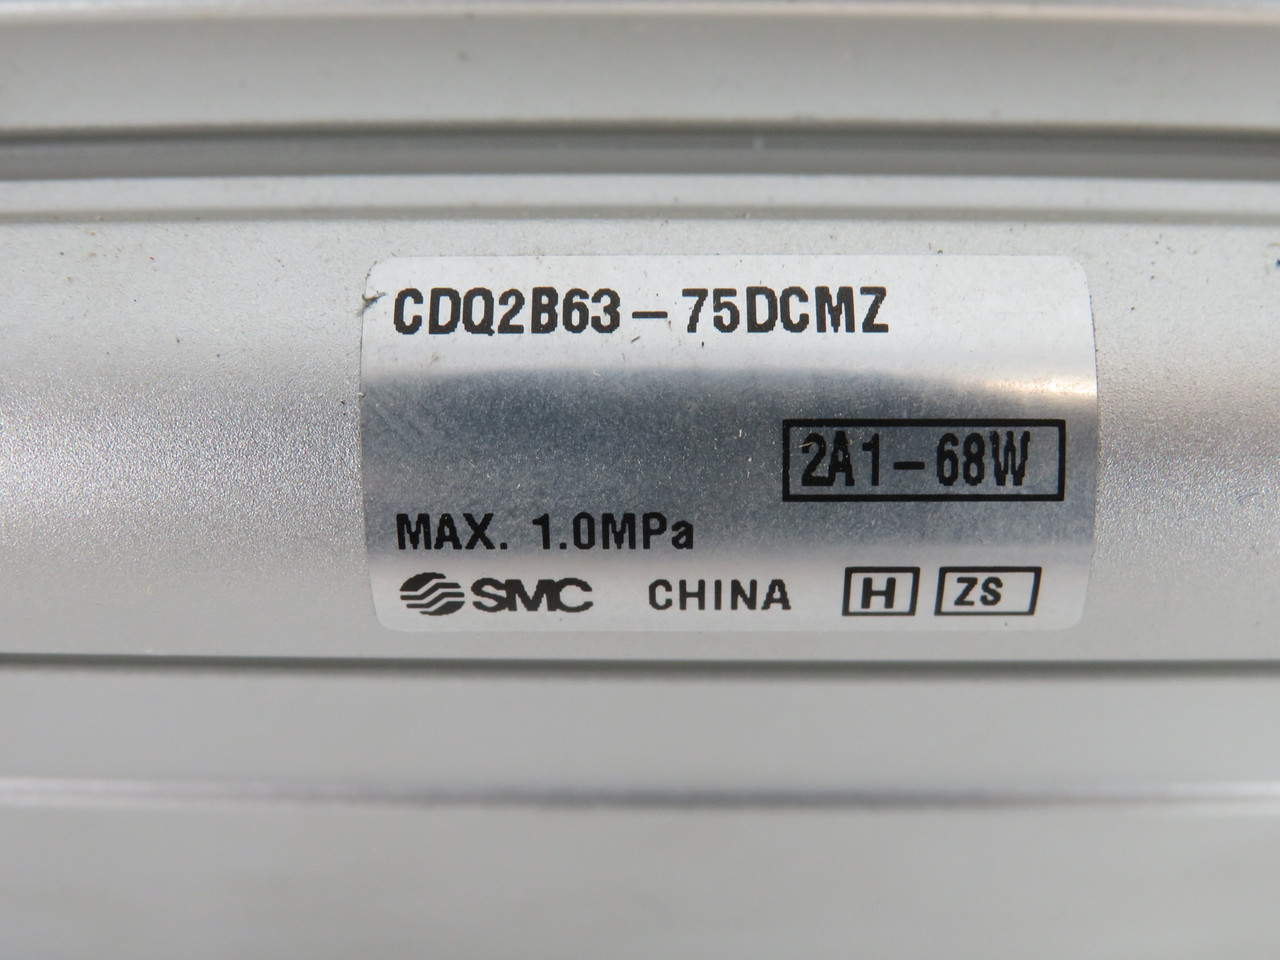 CDQ2B63-75DCMZ
2A1-68W
MAX. 1.0MPa
SMC CHINA H ZS